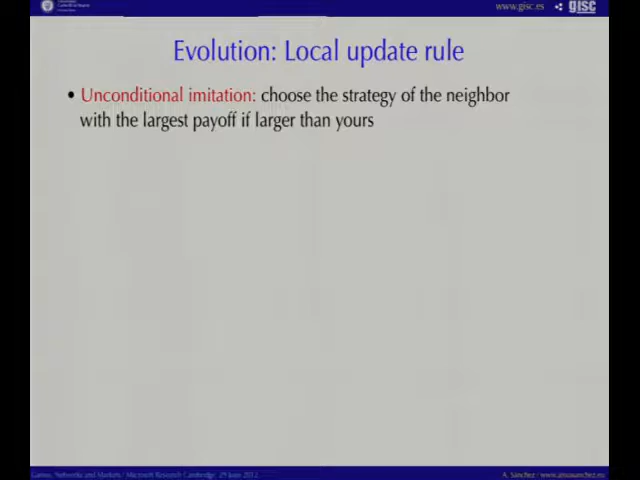 www.gisc.es
gisc
Evolution: Local update rule
• Unconditional imitation: choose the strategy of the neighbor
with the largest payoff if larger than yours
Games, Networks and Markets / Microsoft Research Cambridge, 29 June 2012
A. Sánchez / www.anxosanchez.eu